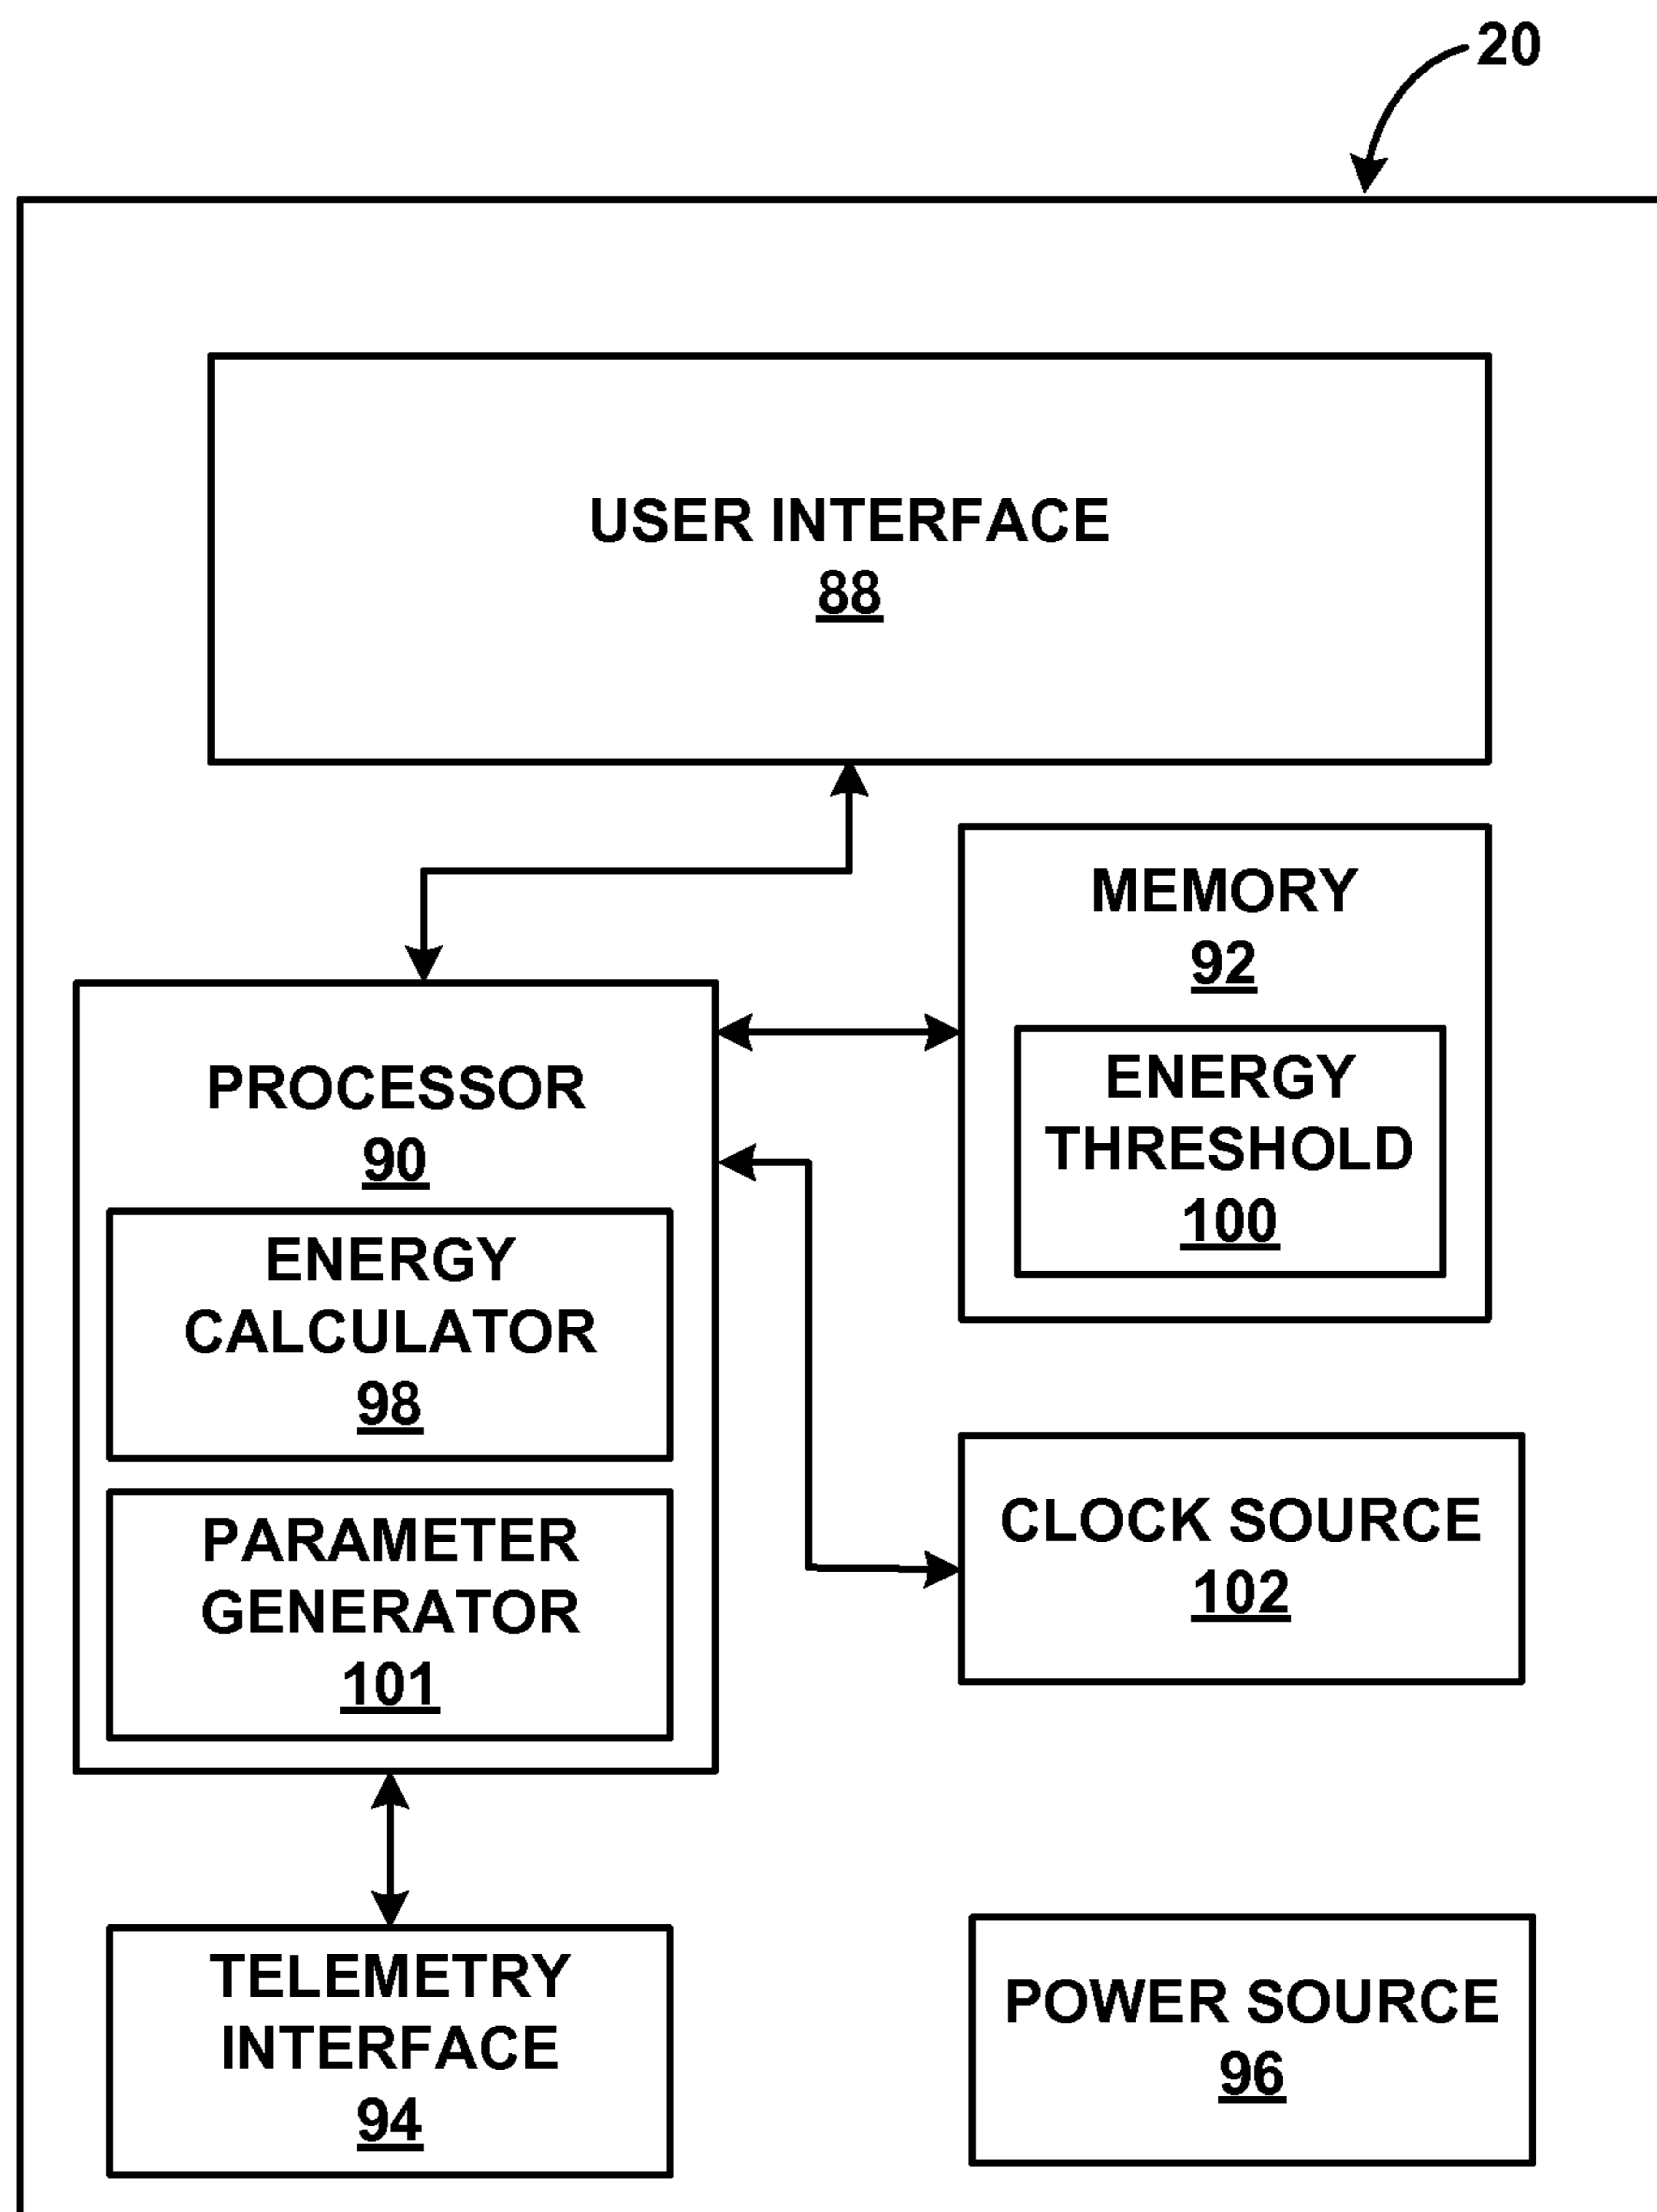 20
USER INTERFACE
88
MEMORY
92
ENERGY
THRESHOLD
100
PROCESSOR
90
ENERGY
CALCULATOR
98
PARAMETER
GENERATOR
101
CLOCK SOURCE
102
TELEMETRY
INTERFACE
94
POWER SOURCE
96